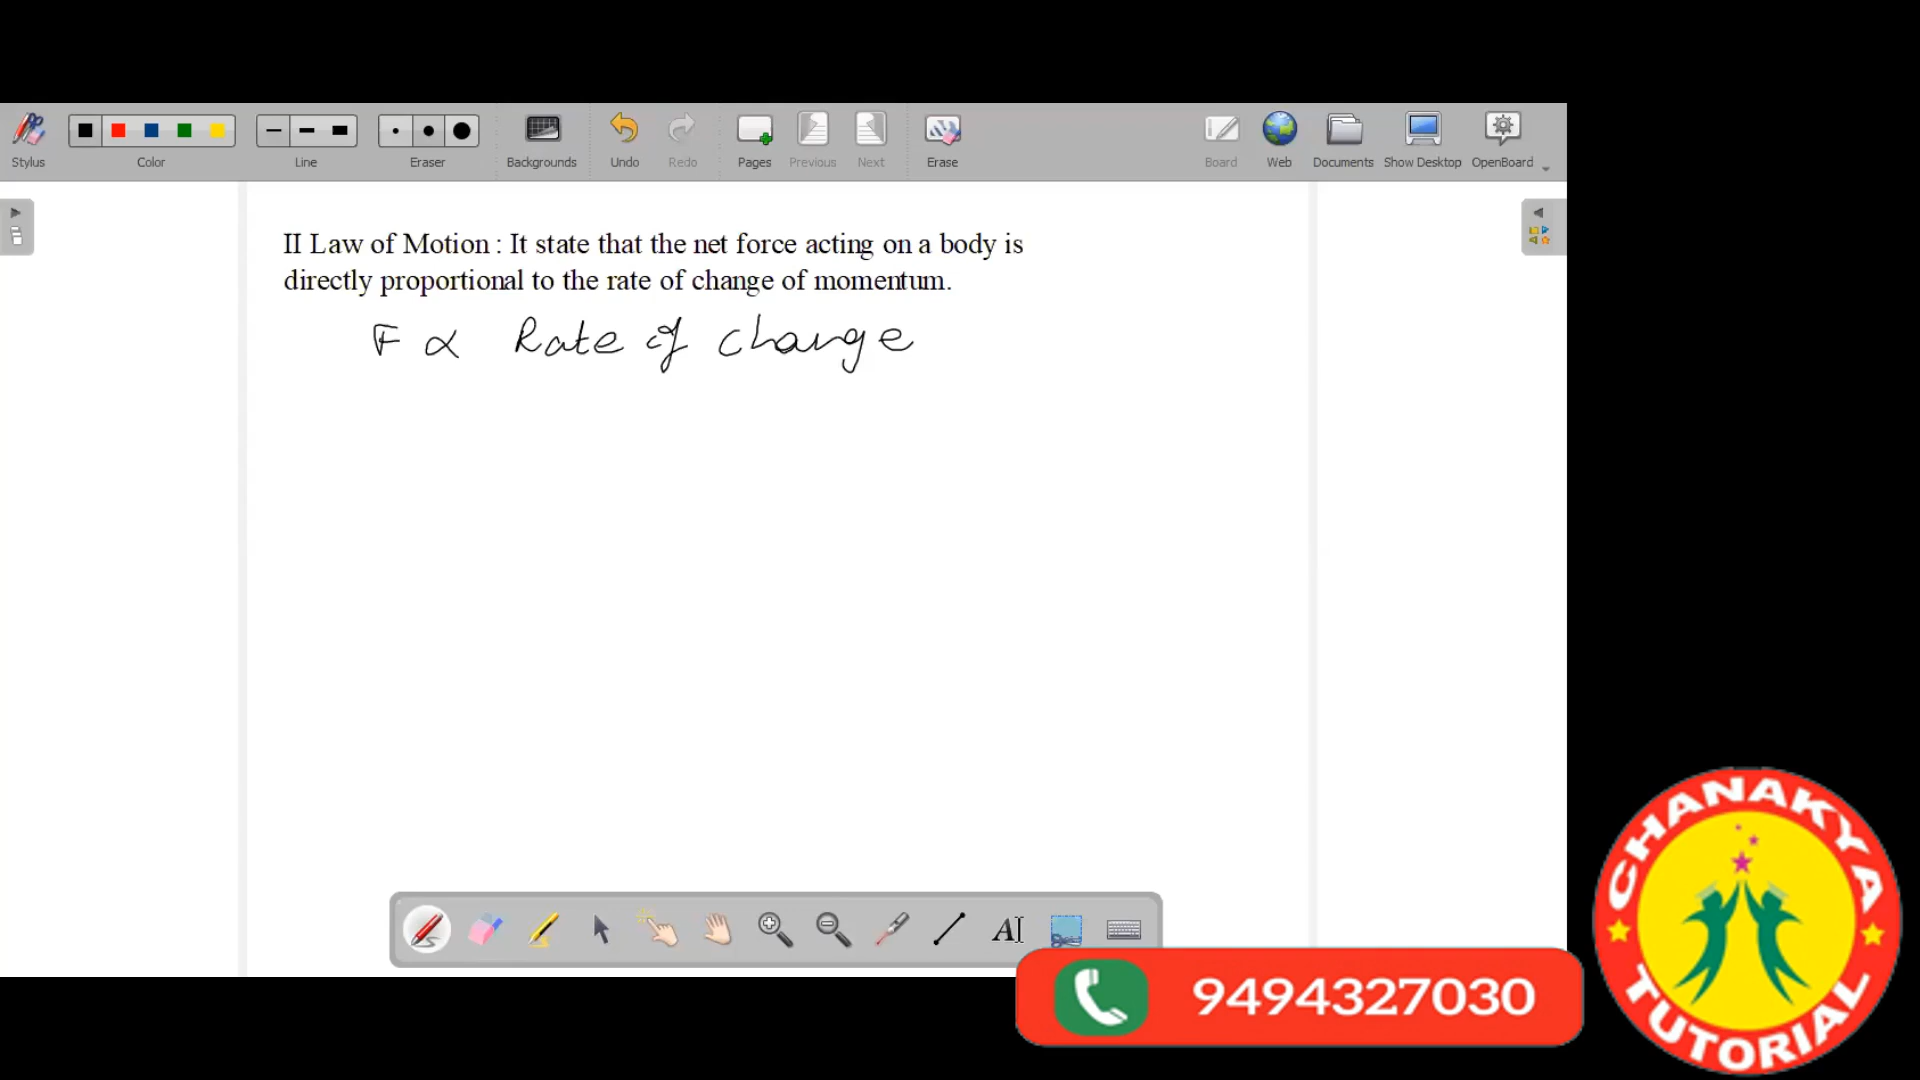 Stylus
Color
Line
Eraser
Backgrounds
Undo
Redo
Pages
Previous
Next
Erase
Board
Web
Documents
Show Desktop
OpenBoard
II Law of Motion : It state that the net force acting on a body is
directly proportional to the rate of change of momentum.
F ∝ Rate of change
AI
9494327030
CHANAKYA
TUTORIAL